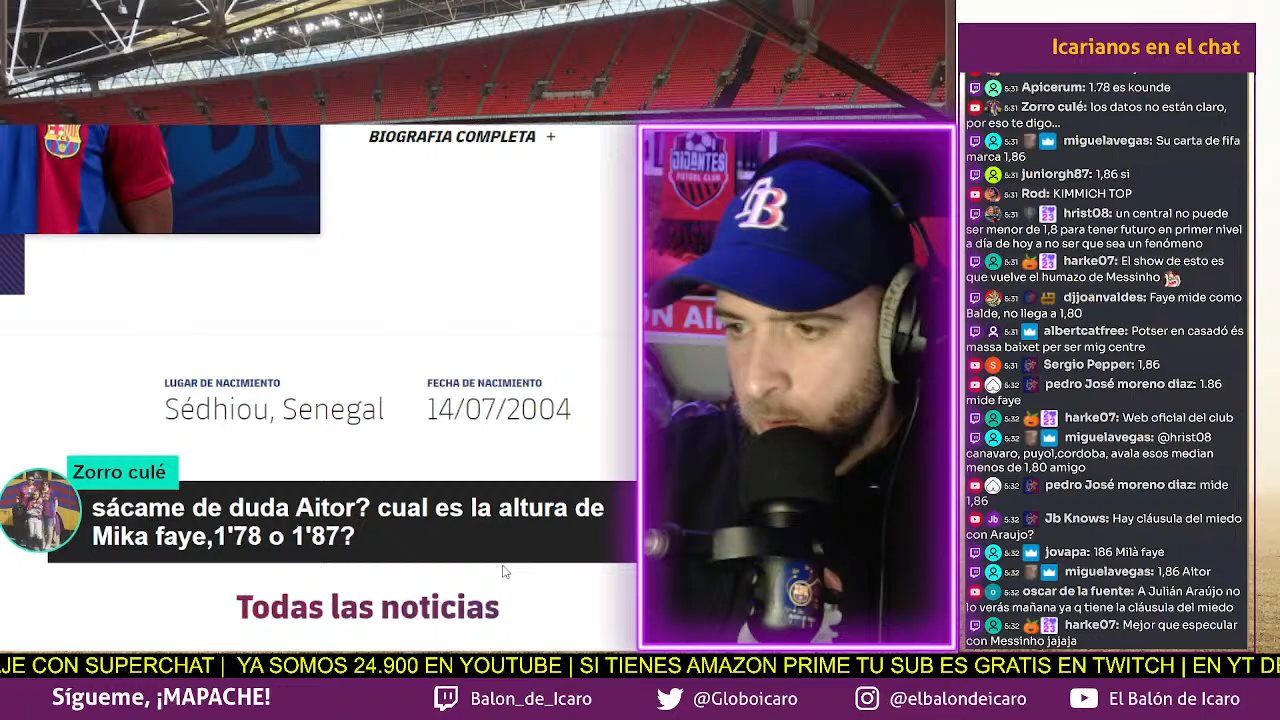 BIOGRAFIA COMPLETA +
LUGAR DE NACIMIENTO
Sédhiou, Senegal
FECHA DE NACIMIENTO
14/07/2004
Zorro culé
sácame de duda Aitor? cual es la altura de
Mika faye,1'78 o 1'87?
Todas las noticias
GIGANTES
FUTBOL CLUB
ON AIR
Icarianos en el chat
5:31 Apicerum: 1.78 es kounde
5:31 Zorro culé: los datos no están claro,
por eso te digo...
5:31 miguelavegas: Su carta de fifa
marca 1,86
5:31 juniorgh87: 1,86 si
5:31 Rod: KIMMICH TOP
5:31 hrist08: un central no puede
ser menor de 1,8 para tener futuro en primer nivel
a día de hoy a no ser que sea un fenómeno
5:31 harke07: El show de esto es
que vuelve el humazo de Messinho
5:31 djjoanvaldes: Faye mide como
Balde, no llega a 1,80
5:31 albertcatfree: Potser en casadó és
massa baixet per ser mig centre
5:31 Sergio Pepper: 1,86
5:32 pedro José moreno diaz: 1.86
mide faye
5:32 harke07: Web oficial del club
5:32 miguelavegas: @hrist08
canavaro, puyol,cordoba, avala esos median
menos de 1,80 amigo
5:32 pedro José moreno diaz: mide
1,86
5:32 Jb Knows: Hay cláusula del miedo
con Araujo?
5:32 jovapa: 186 Milà faye
5:32 miguelavegas: 1,86 Aitor
5:32 oscar de la fuente: A Julián Araújo no
lo verás mañana ya q tiene la cláusula del miedo
5:32 harke07: Mejor que especular
con Messinho jajaja
AJE CON SUPERCHAT | YA SOMOS 24.900 EN YOUTUBE | SI TIENES AMAZON PRIME TU SUB ES GRATIS EN TWITCH | EN YT DE
Sígueme, ¡MAPACHE!
Balon_de_Icaro
@Globoicaro
@elbalondeicaro
El Balón de Icaro